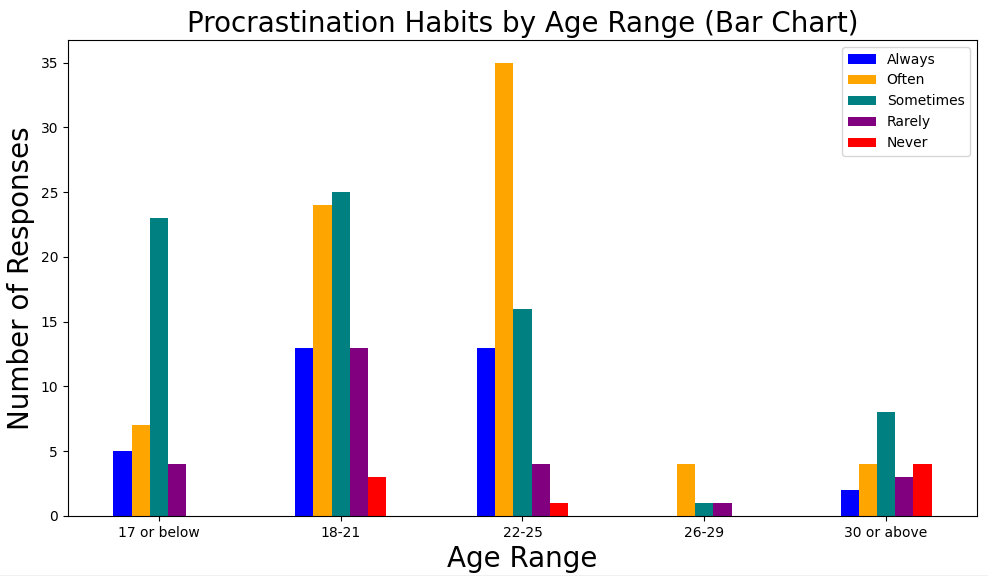 Procrastination Habits by Age Range (Bar Chart)
Number of Responses
35
30
25
20
15
10
5
0
Always
Often
Sometimes
Rarely
Never
17 or below
18-21
22-25
26-29
30 or above
Age Range